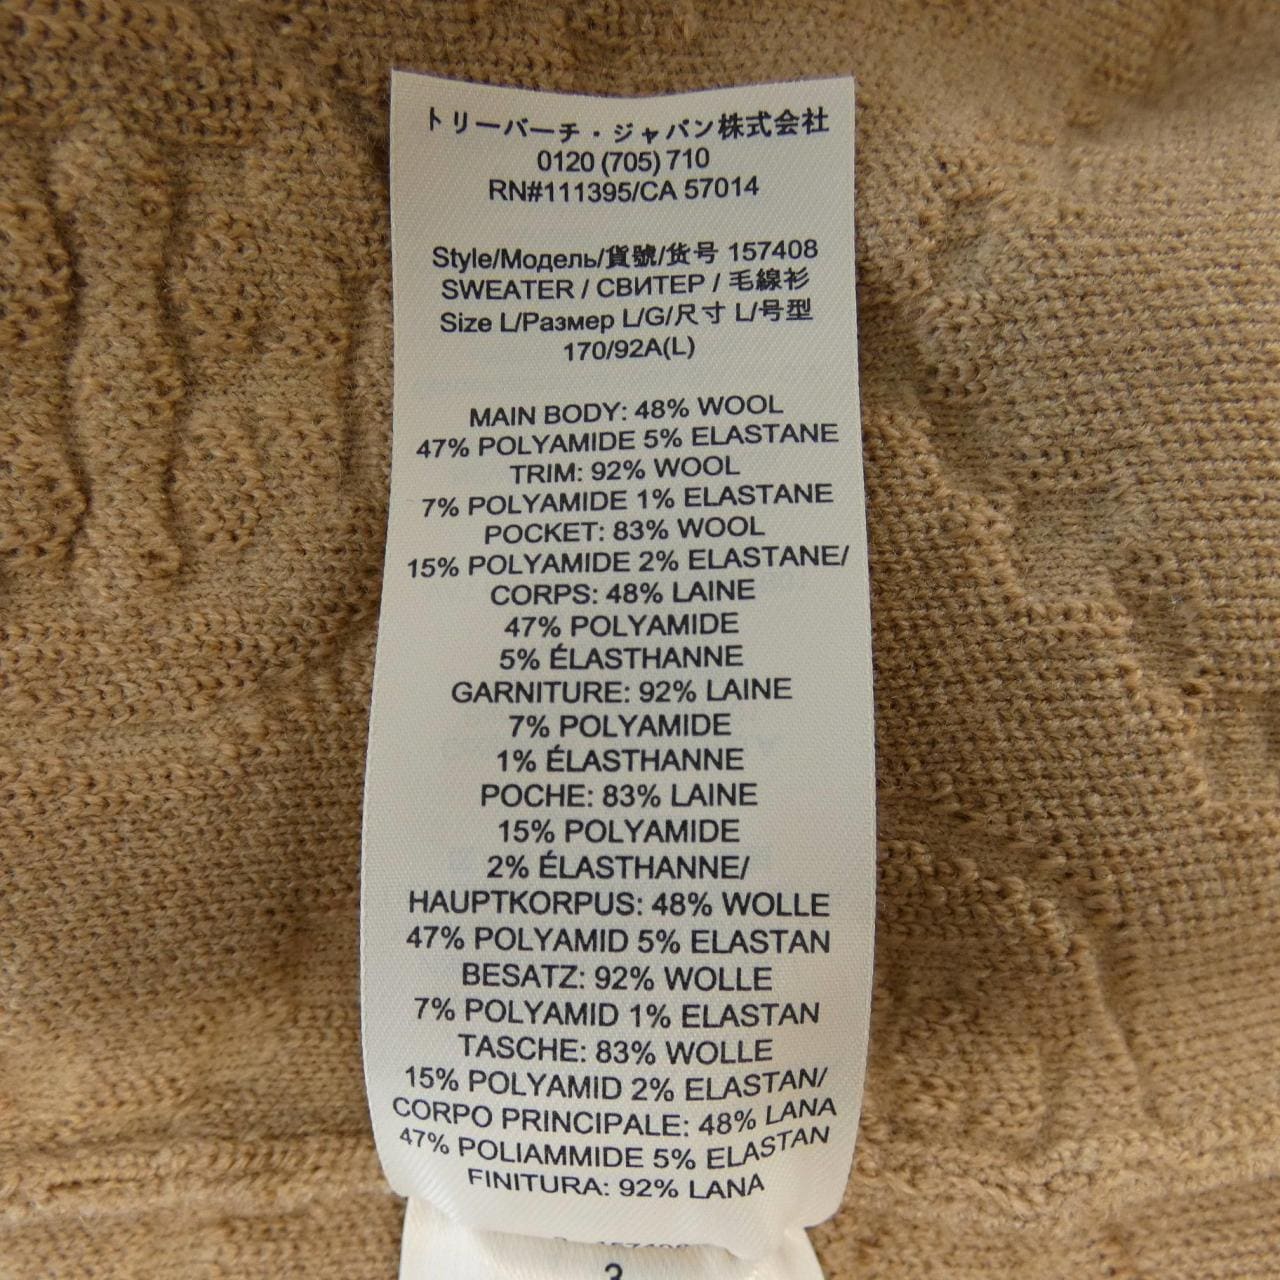 トリーバーチ・ジャパン株式会社
0120 (705) 710
RN#111395/CA 57014
Style/Модель/貨號/货号 157408
SWEATER / СВИТЕР / 毛線衫
Size L/Размер L/G/尺寸 L/号型
170/92A(L)
MAIN BODY: 48% WOOL
47% POLYAMIDE 5% ELASTANE
TRIM: 92% WOOL
7% POLYAMIDE 1% ELASTANE
POCKET: 83% WOOL
15% POLYAMIDE 2% ELASTANE/
CORPS: 48% LAINE
47% POLYAMIDE
5% ÉLASTHANNE
GARNITURE: 92% LAINE
7% POLYAMIDE
1% ÉLASTHANNE
POCHE: 83% LAINE
15% POLYAMIDE
2% ÉLASTHANNE/
HAUPTKORPUS: 48% WOLLE
47% POLYAMID 5% ELASTAN
BESATZ: 92% WOLLE
7% POLYAMID 1% ELASTAN
TASCHE: 83% WOLLE
15% POLYAMID 2% ELASTAN/
CORPO PRINCIPALE: 48% LANA
47% POLIAMMIDE 5% ELASTAN
FINITURA: 92% LANA
3